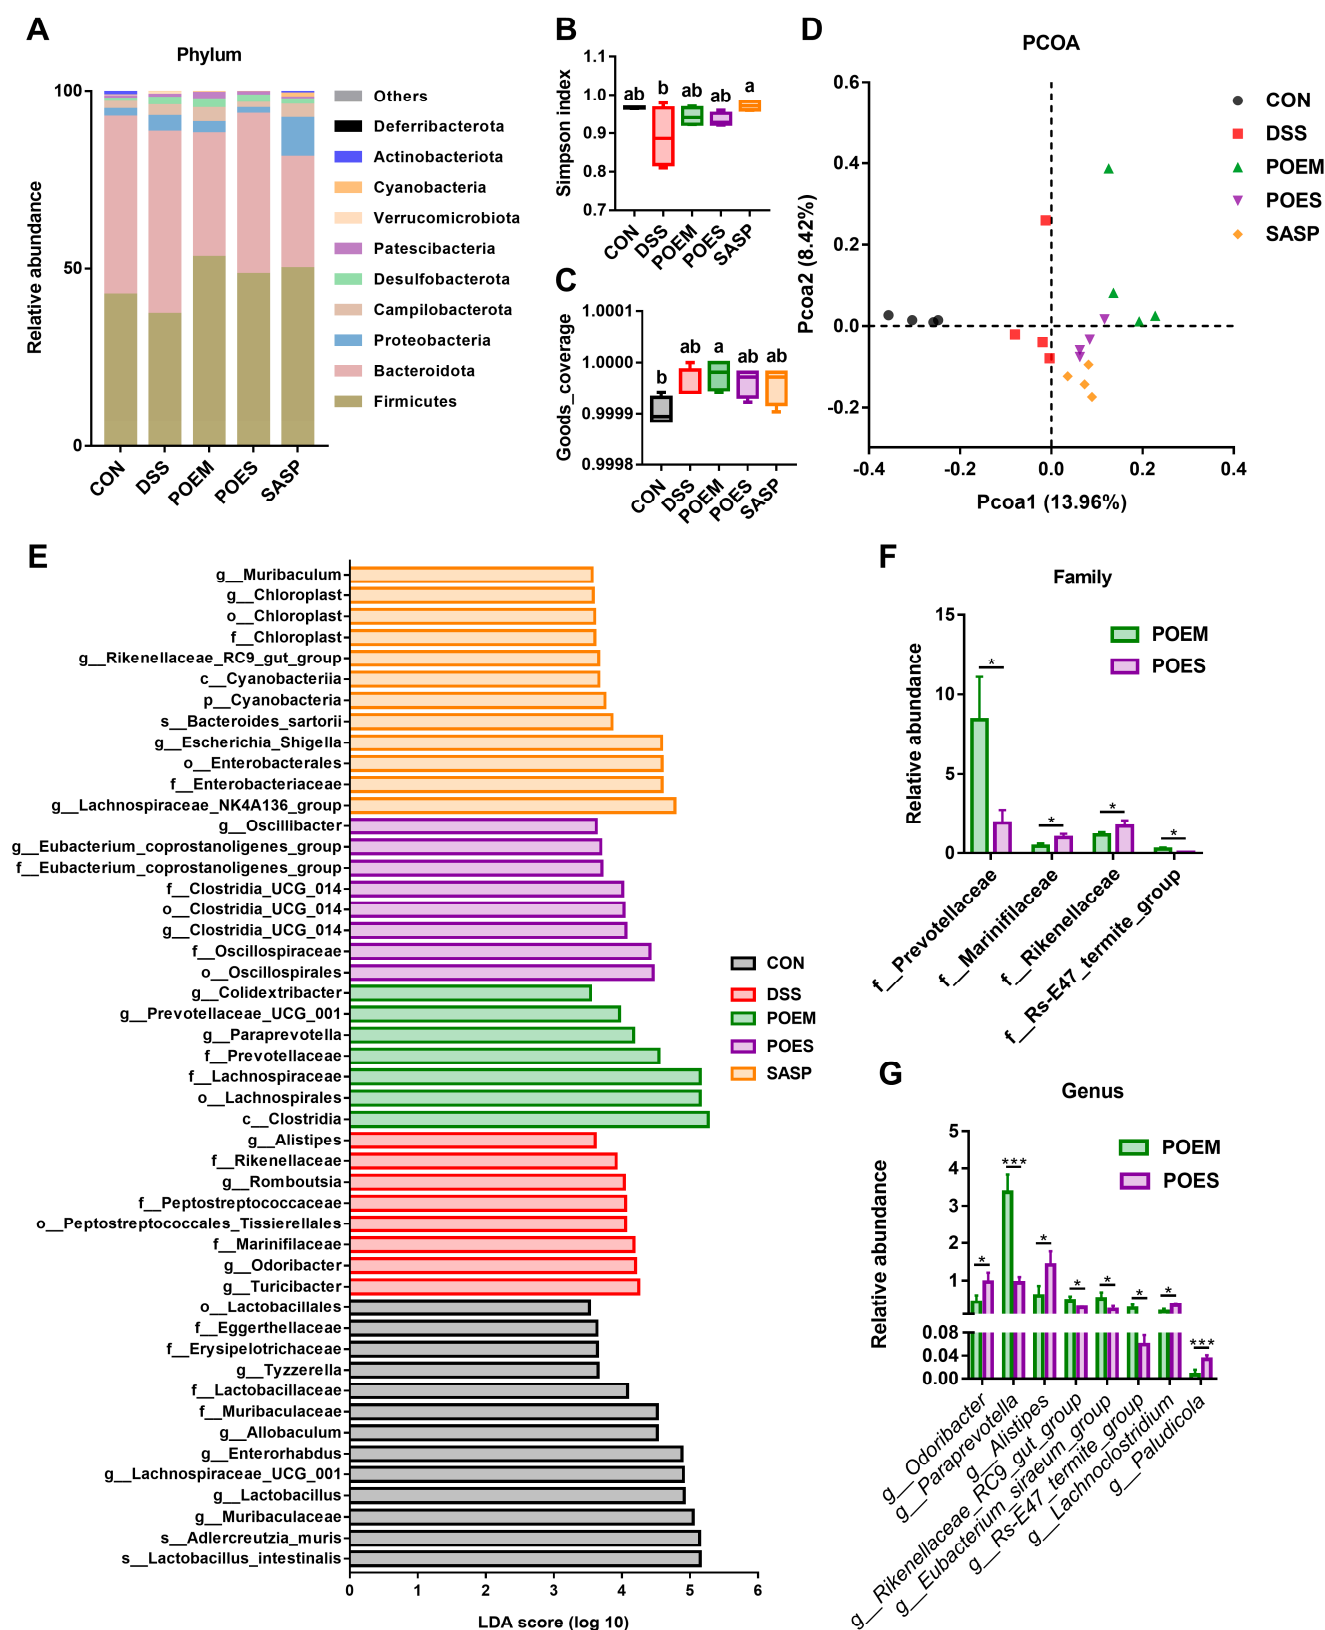 A
Phylum
Relative abundance
100
50
0
CON
DSS
POEM
POES
SASP
Others
Deferribacterota
Actinobacteriota
Cyanobacteria
Verrucomicrobiota
Patescibacteria
Desulfobacterota
Campilobacterota
Proteobacteria
Bacteroidota
Firmicutes
B
Simpson index
1.1
1.0
0.9
0.8
0.7
ab
b
ab
ab
a
CON
DSS
POEM
POES
SASP
C
Goods_coverage
1.0001
1.0000
0.9999
0.9998
b
ab
a
ab
ab
CON
DSS
POEM
POES
SASP
D
PCOA
Pcoa2 (8.42%)
0.6
0.4
0.2
0.0
-0.2
-0.4
-0.2
0.0
0.2
0.4
Pcoa1 (13.96%)
CON
DSS
POEM
POES
SASP
E
g__Muribaculum
g__Chloroplast
o__Chloroplast
f__Chloroplast
g__Rikenellaceae_RC9_gut_group
c__Cyanobacteriia
p__Cyanobacteria
s__Bacteroides_sartorii
g__Escherichia_Shigella
o__Enterobacterales
f__Enterobacteriaceae
g__Lachnospiraceae_NK4A136_group
g__Oscillibacter
g__Eubacterium_coprostanoligenes_group
f__Eubacterium_coprostanoligenes_group
f__Clostridia_UCG_014
o__Clostridia_UCG_014
g__Clostridia_UCG_014
f__Oscillospiraceae
o__Oscillospirales
g__Colidextribacter
g__Prevotellaceae_UCG_001
g__Paraprevotella
f__Prevotellaceae
f__Lachnospiraceae
o__Lachnospirales
c__Clostridia
g__Alistipes
f__Rikenellaceae
g__Romboutsia
f__Peptostreptococcaceae
o__Peptostreptococcales_Tissierellales
f__Marinifilaceae
g__Odoribacter
g__Turicibacter
o__Lactobacillales
f__Eggerthellaceae
f__Erysipelotrichaceae
g__Tyzzerella
f__Lactobacillaceae
f__Muribaculaceae
g__Allobaculum
g__Enterorhabdus
g__Lachnospiraceae_UCG_001
g__Lactobacillus
g__Muribaculaceae
s__Adlercreutzia_muris
s__Lactobacillus_intestinalis
0
1
2
3
4
5
6
LDA score (log 10)
CON
DSS
POEM
POES
SASP
F
Family
Relative abundance
15
10
5
0
POEM
POES
*
*
*
*
f__Prevotellaceae
f__Marinifilaceae
f__Rikenellaceae
f__Rs-E47_termite_group
G
Genus
Relative abundance
5
4
3
2
1
0.08
0.04
0.00
POEM
POES
*
***
*
*
*
*
*
***
g__Odoribacter
g__Paraprevotella
g__Alistipes
g__Rikenellaceae_RC9_gut_group
g__Eubacterium_siraeum_group
g__Rs-E47_termite_group
g__Lachnoclostridium
g__Paludicola